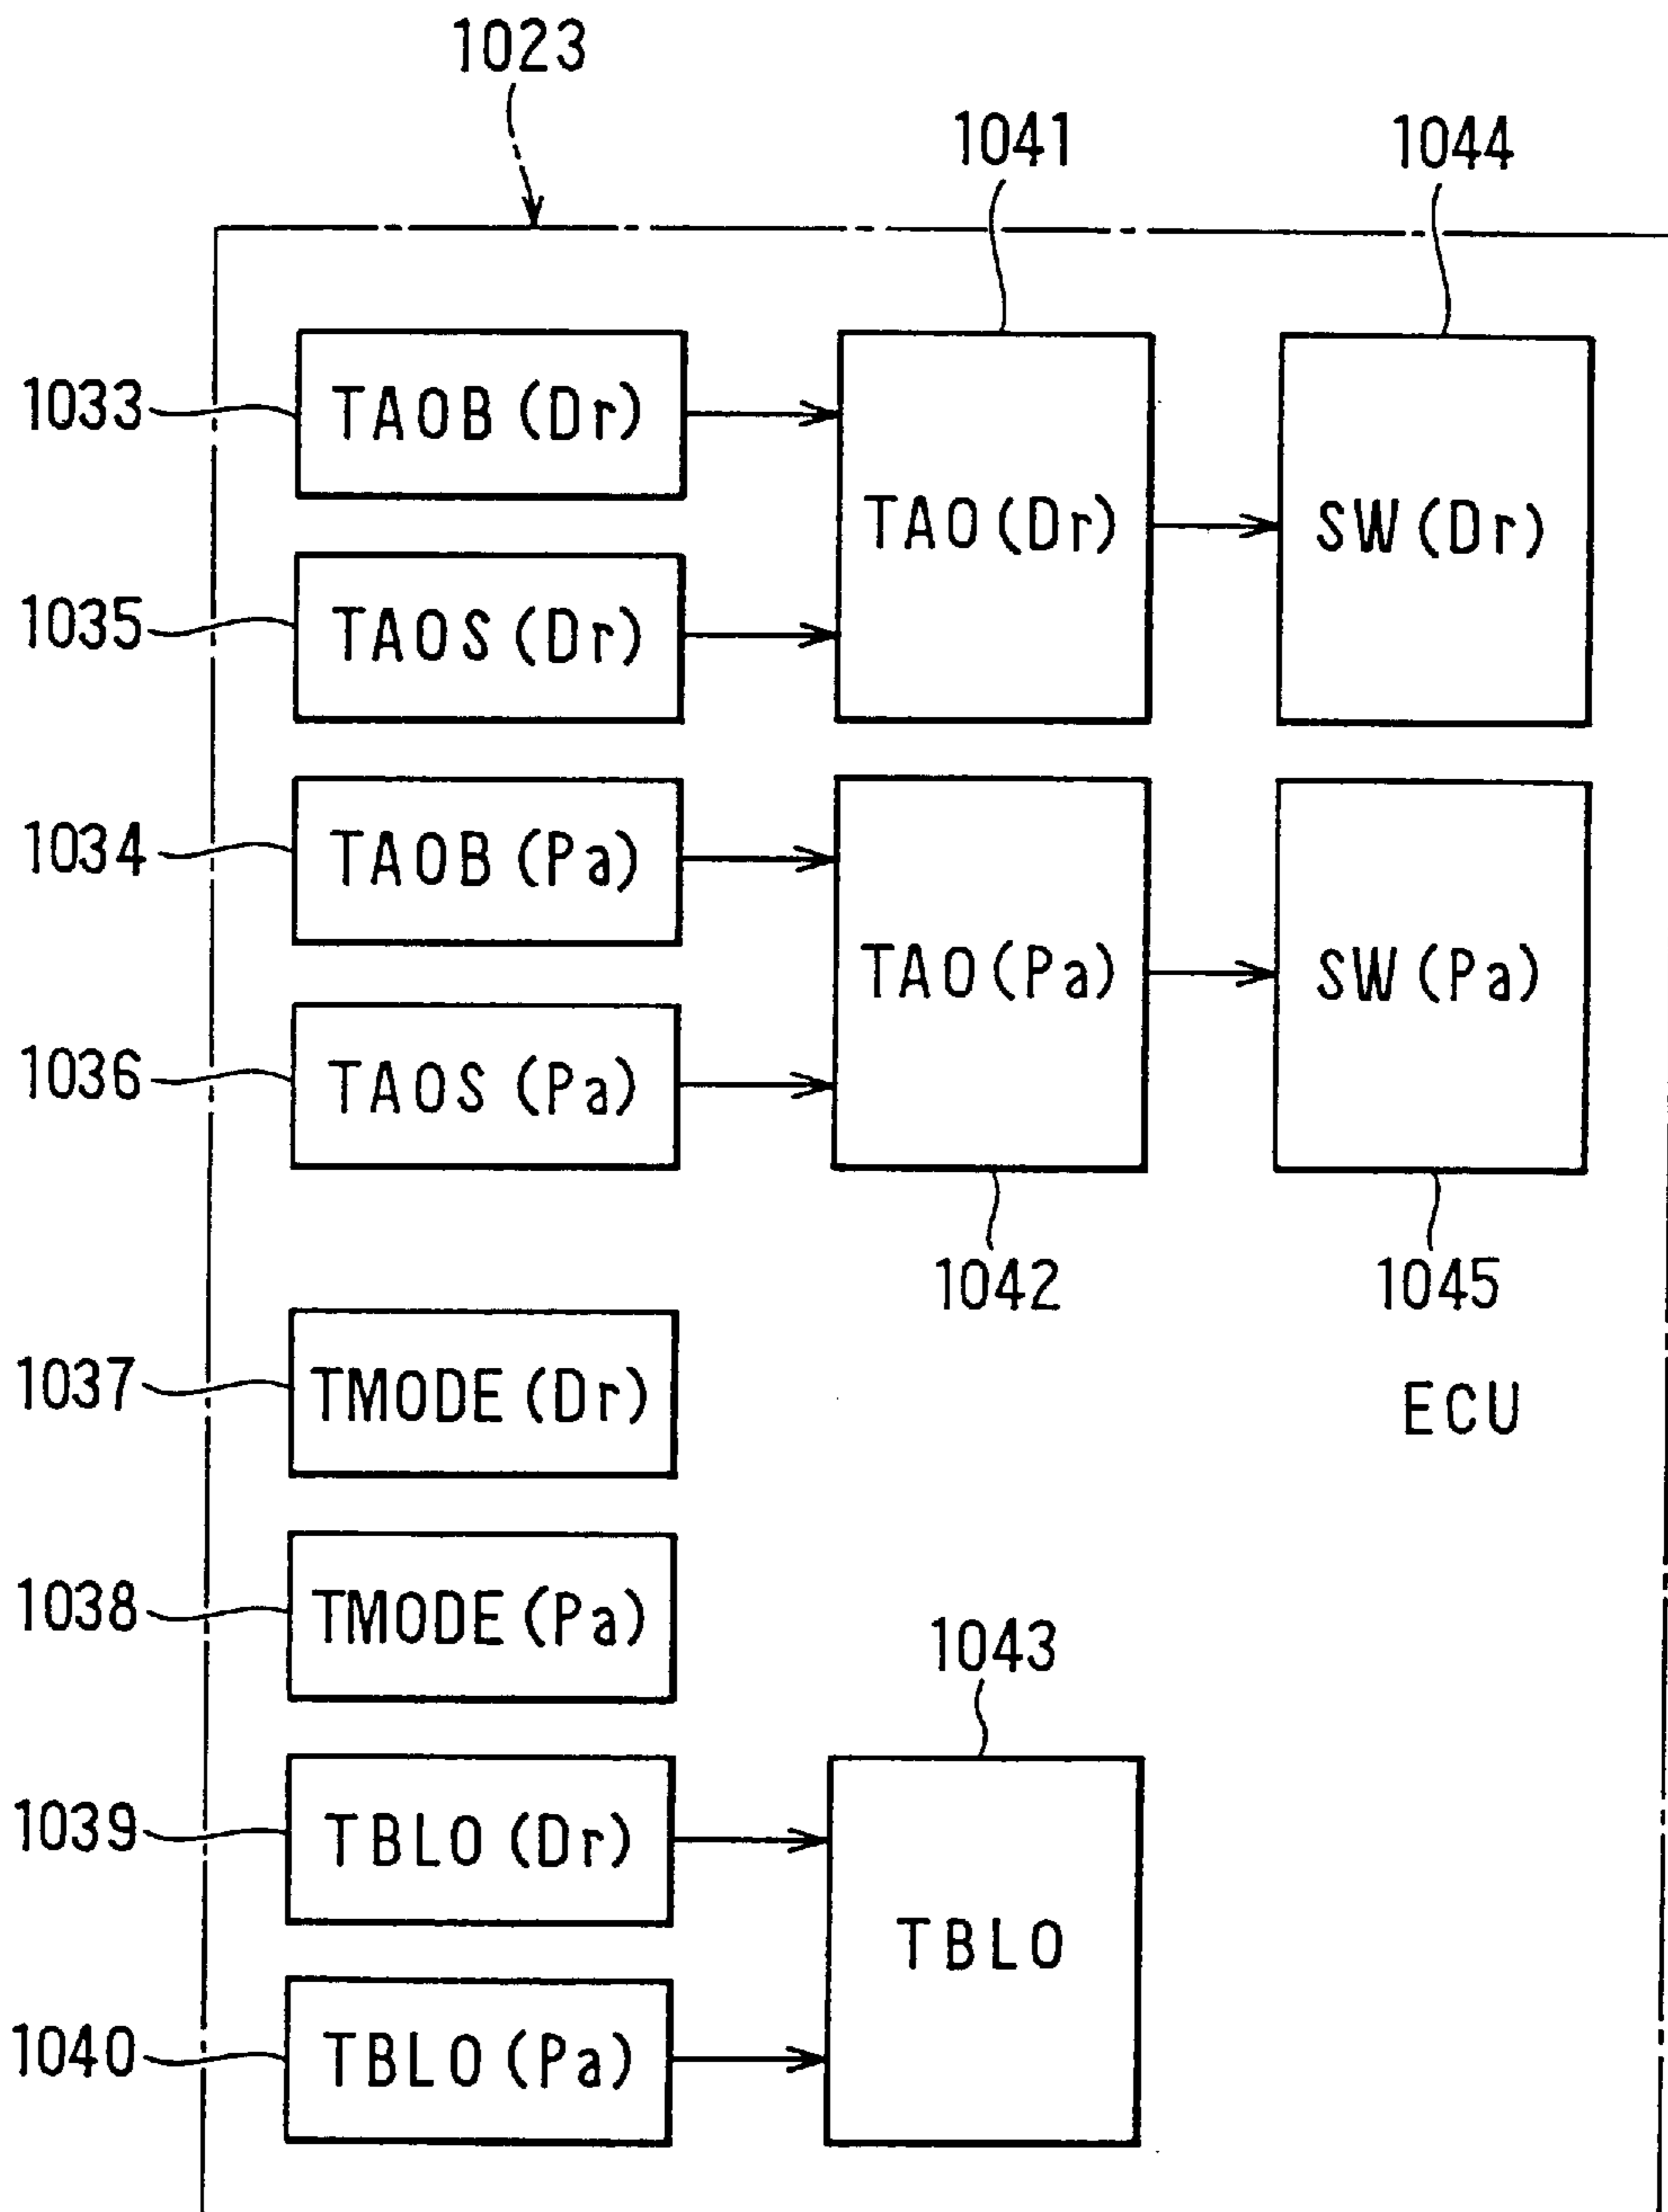 1023
1041
1044
1033
TAOB (Dr)
TAO (Dr)
SW (Dr)
1035
TAOS (Dr)
1034
TAOB (Pa)
TAO (Pa)
SW (Pa)
1036
TAOS (Pa)
1042
1045
1037
TMODE (Dr)
ECU
1038
TMODE (Pa)
1043
1039
TBLO (Dr)
TBLO
1040
TBLO (Pa)